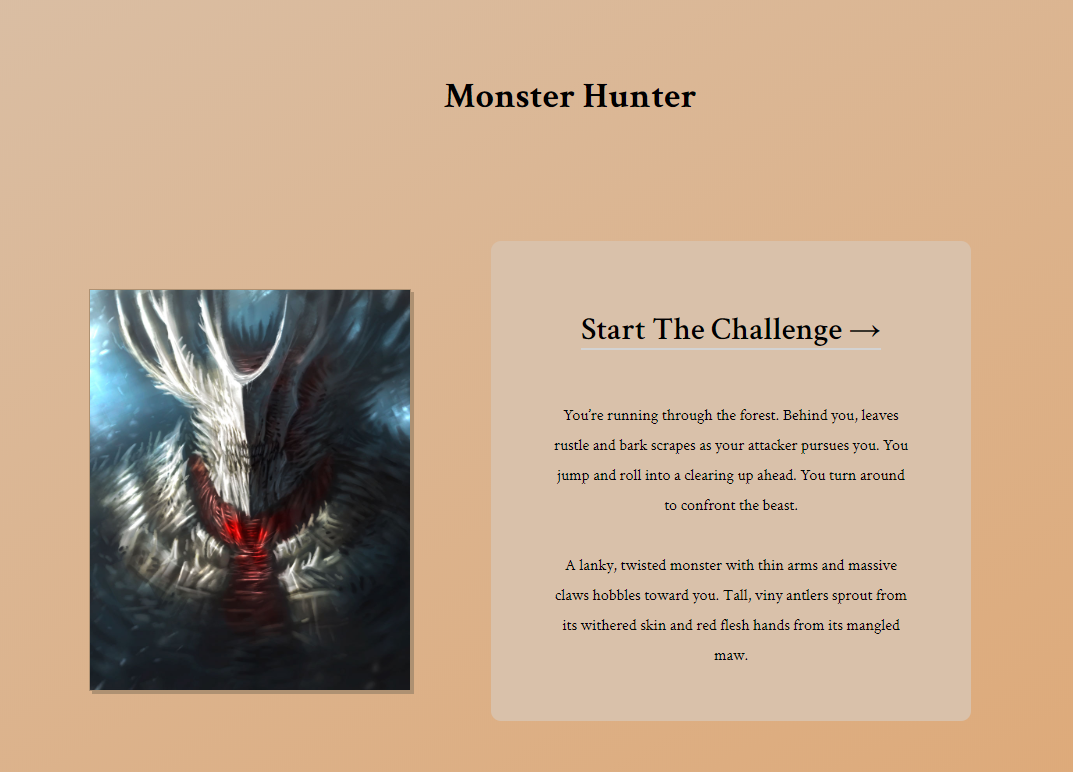 Monster Hunter
Start The Challenge →
You're running through the forest. Behind you, leaves
rustle and bark scrapes as your attacker pursues you. You
jump and roll into a clearing up ahead. You turn around
to confront the beast.
A lanky, twisted monster with thin arms and massive
claws hobbles toward you. Tall, viny antlers sprout from
its withered skin and red flesh hands from its mangled
maw.